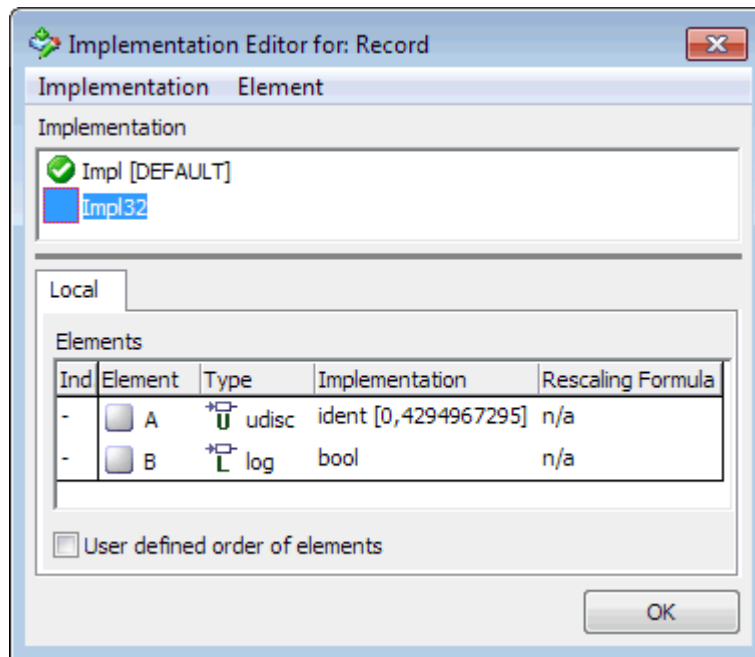 Implementation Editor for: Record
Implementation Element
Implementation
Impl [DEFAULT]
Impl32
Local
Elements
Ind Element Type Implementation Rescaling Formula
- A U udisc ident [0,4294967295] n/a
- B L log bool n/a
User defined order of elements
OK